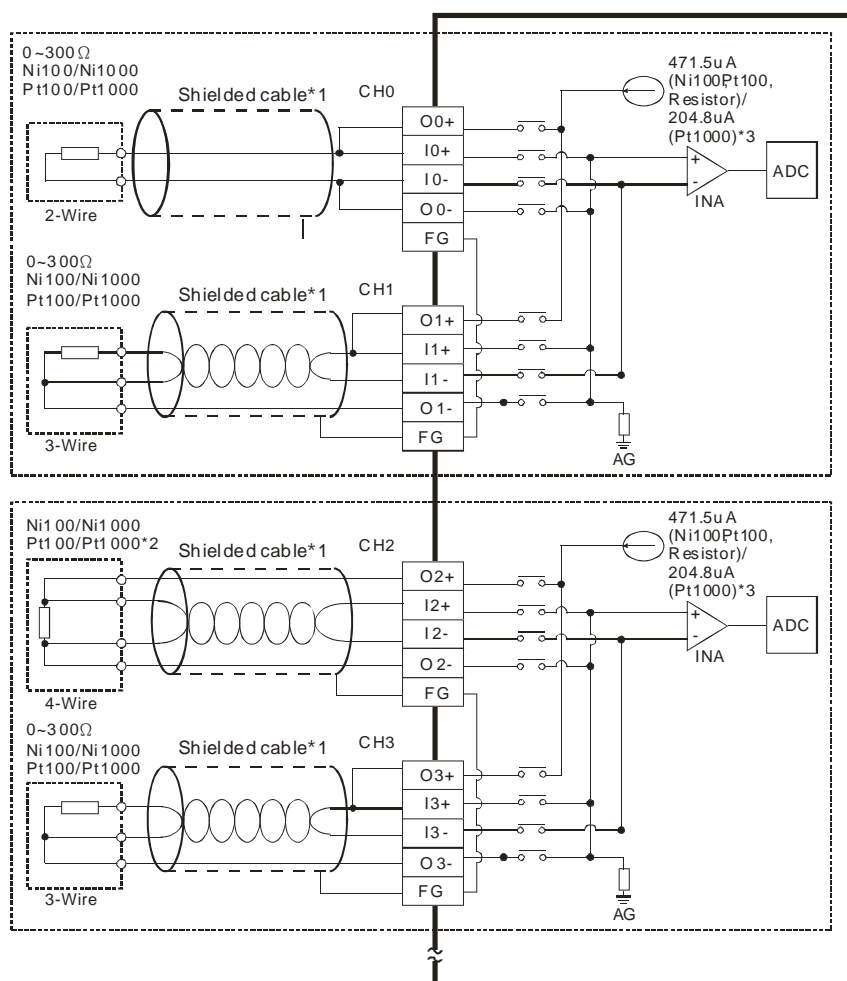 0~300Ω
Ni100/Ni1000
Pt100/Pt1000
Shielded cable*1
CH0
2-Wire
O0+
I0+
I0-
O0-
FG
471.5uA
(Ni100,Pt100,
Resistor)/
204.8uA
(Pt1000)*3
+
-
INA
ADC
0~300Ω
Ni100/Ni1000
Pt100/Pt1000
Shielded cable*1
CH1
3-Wire
O1+
I1+
I1-
O1-
FG
AG
Ni100/Ni1000
Pt100/Pt1000*2
Shielded cable*1
CH2
4-Wire
O2+
I2+
I2-
O2-
FG
471.5uA
(Ni100,Pt100,
Resistor)/
204.8uA
(Pt1000)*3
+
-
INA
ADC
0~300Ω
Ni100/Ni1000
Pt100/Pt1000
Shielded cable*1
CH3
3-Wire
O3+
I3+
I3-
O3-
FG
AG